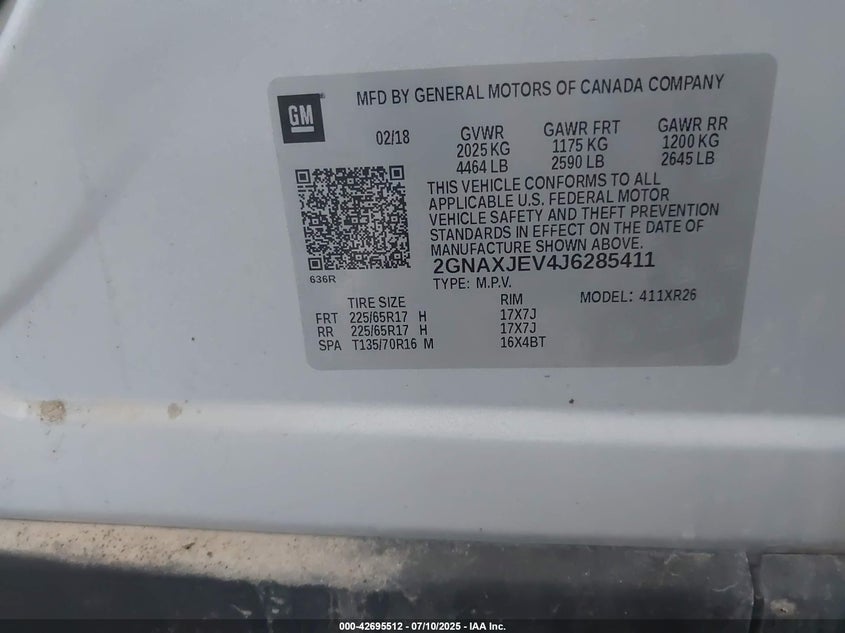 GM
MFD BY GENERAL MOTORS OF CANADA COMPANY
02/18 GVWR GAWR FRT GAWR RR
2025 KG 1175 KG 1200 KG
4464 LB 2590 LB 2645 LB
THIS VEHICLE CONFORMS TO ALL
APPLICABLE U.S. FEDERAL MOTOR
VEHICLE SAFETY AND THEFT PREVENTION
STANDARDS IN EFFECT ON THE DATE OF
MANUFACTURE SHOWN ABOVE.
2GNAXJEV4J6285411
636R
TYPE: M.P.V.
TIRE SIZE RIM MODEL: 411XR26
FRT 225/65R17 H 17X7J
RR 225/65R17 H 17X7J
SPA T135/70R16 M 16X4BT
000-42695512 - 07/10/2025 - IAA Inc.